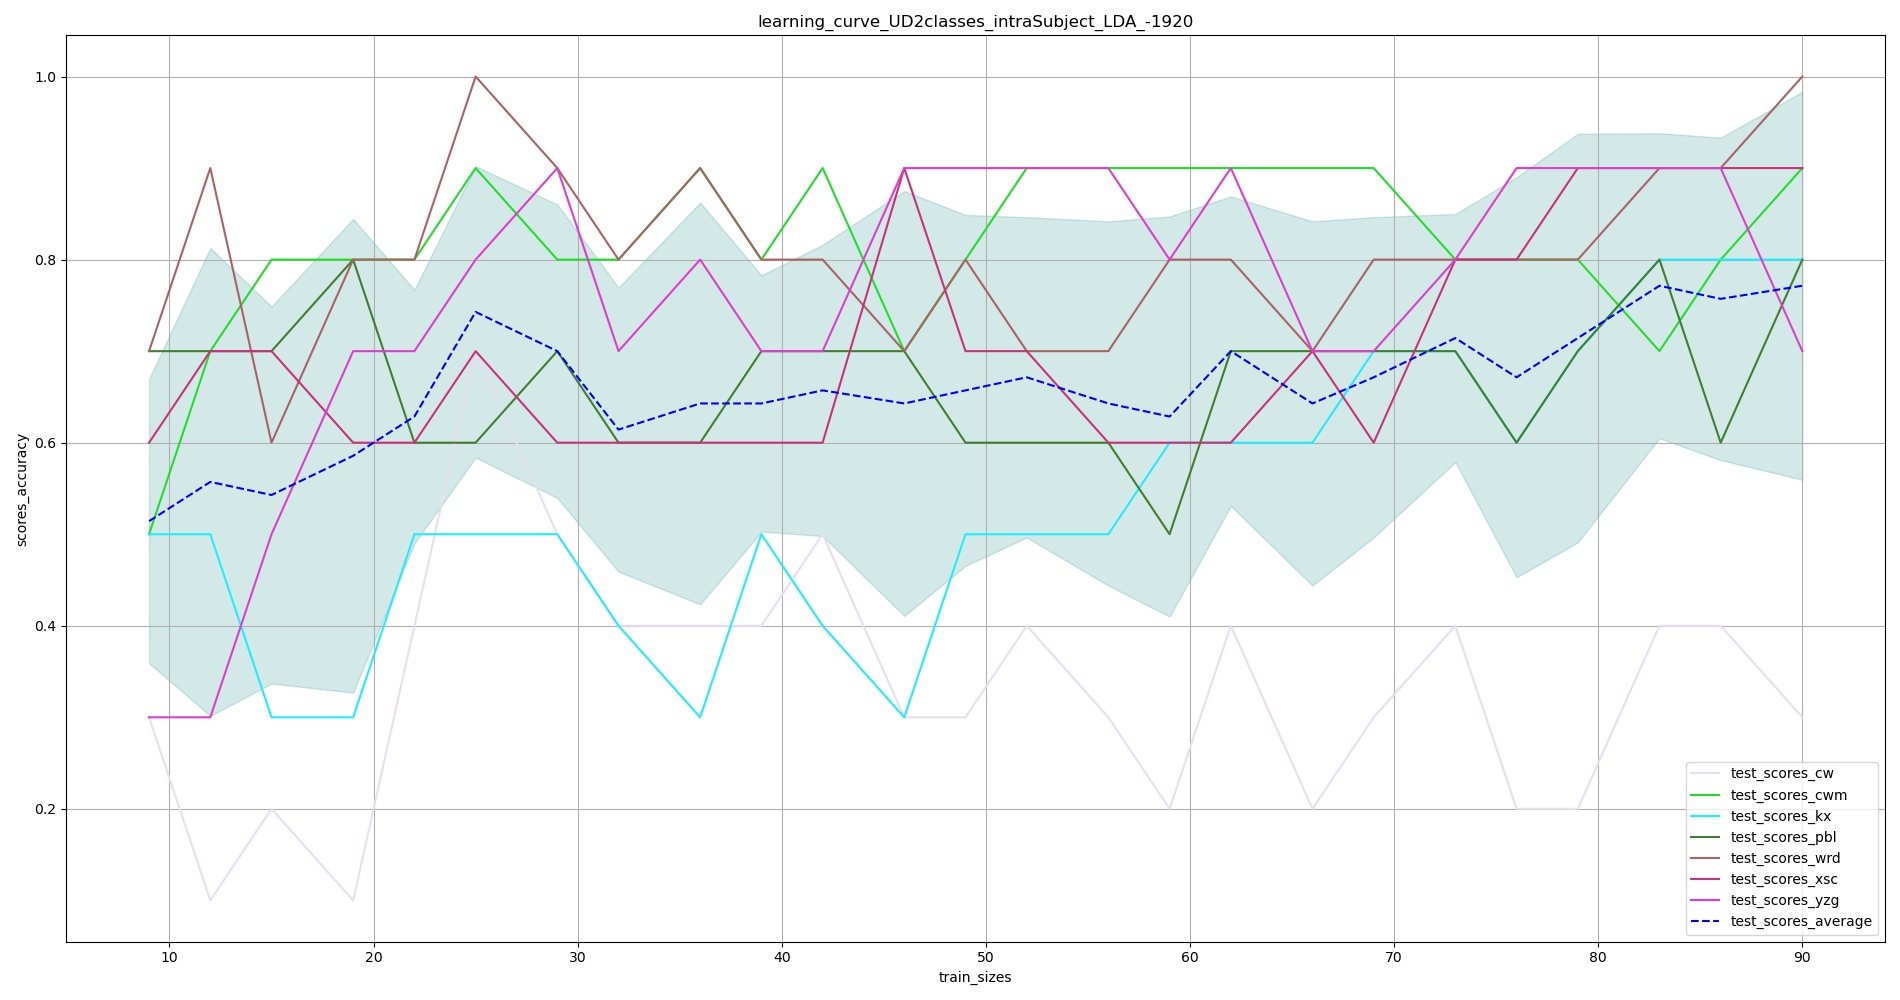 learning_curve_UD2classes_intraSubject_LDA_-1920
scores_accuracy
1.0
0.8
0.6
0.4
0.2
10 20 30 40 50 60 70 80 90
train_sizes
test_scores_cw
test_scores_cwm
test_scores_kx
test_scores_pbl
test_scores_wrd
test_scores_xsc
test_scores_yzg
test_scores_average